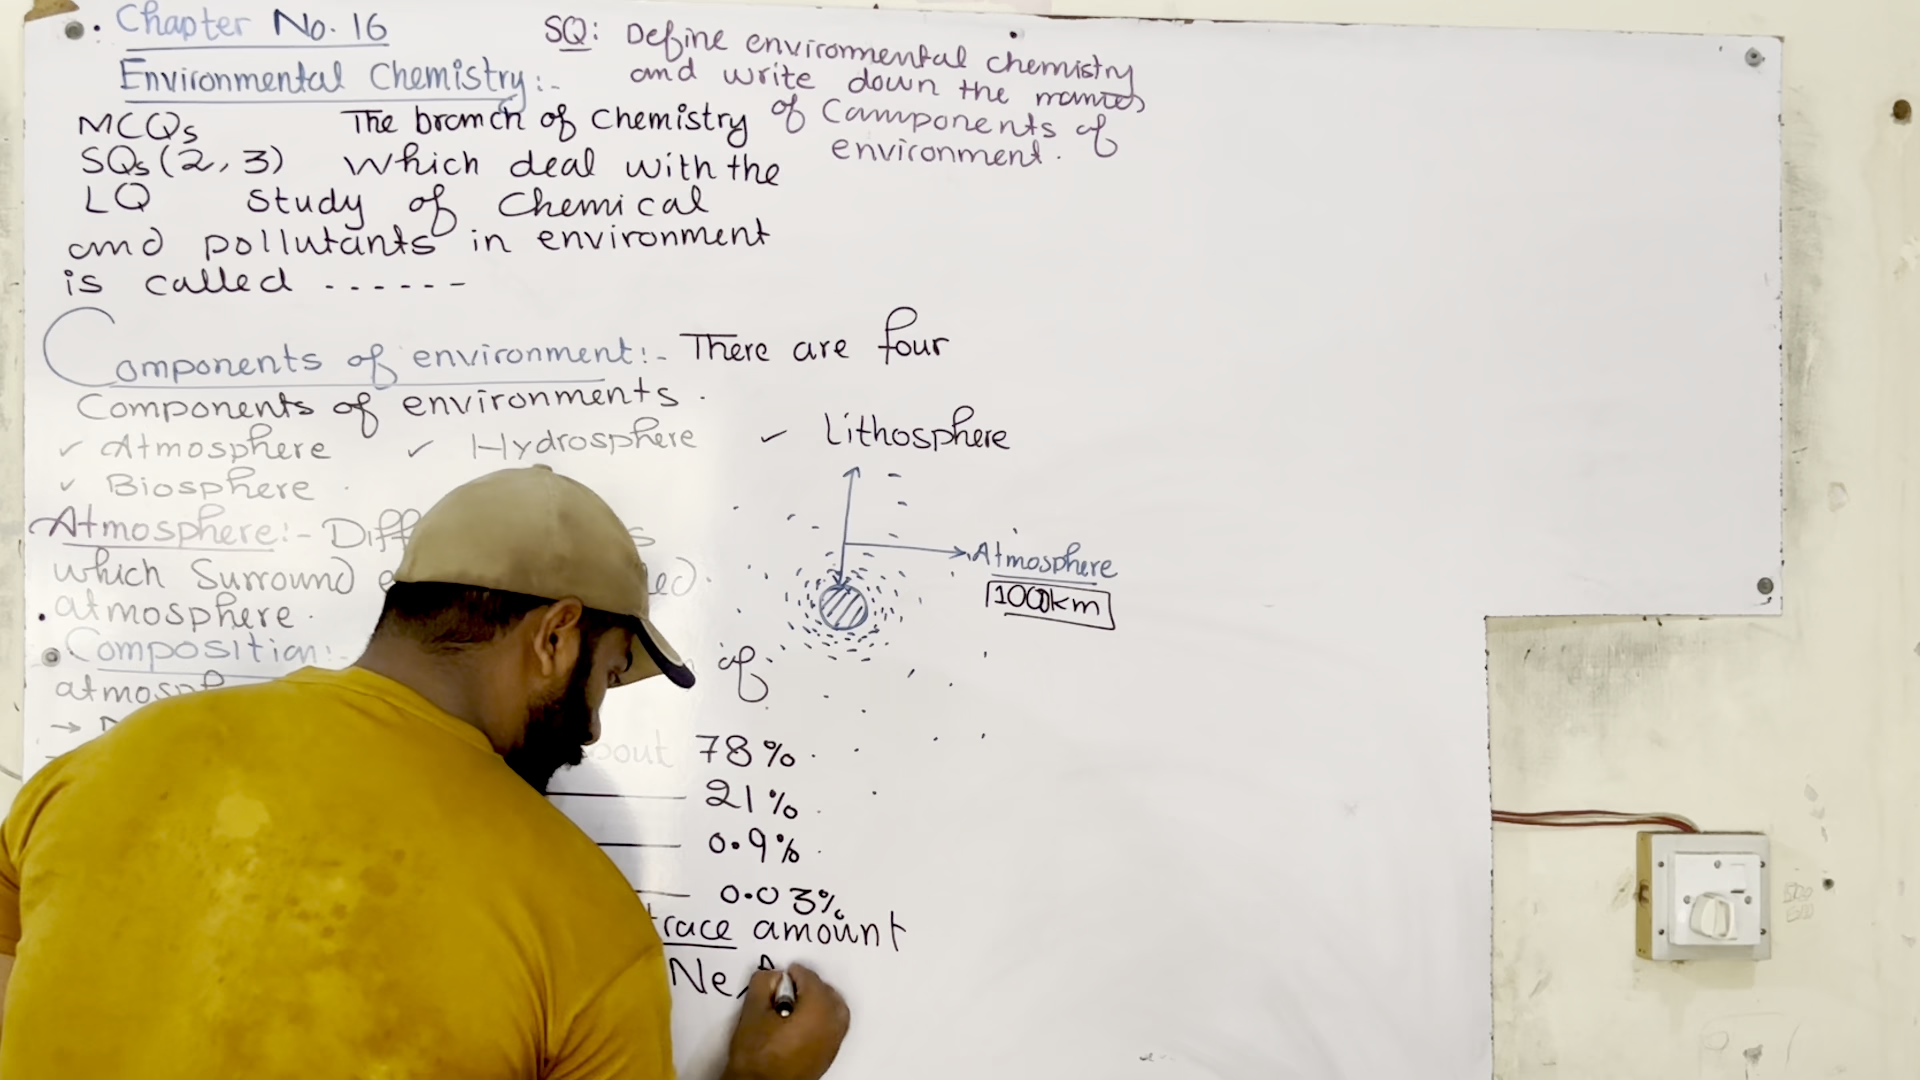 Chapter No. 16
Environmental Chemistry:-
SQ: Define environmental chemistry
and write down the names
of Components of
environment.
MCQs
SQs (2, 3)
LQ
The branch of Chemistry
Which deal with the
Study of Chemical
and pollutants in environment
is called ------
Components of environment:- There are four
Components of environments.
✓ Atmosphere ✓ Hydrosphere ✓ Lithosphere
✓ Biosphere
Atmosphere:- Diff
which Surround
atmosphere.
Atmosphere
1000km
Composition:- of
→
about 78%
21%
0.9%
0.03%
trace amount
Ne,